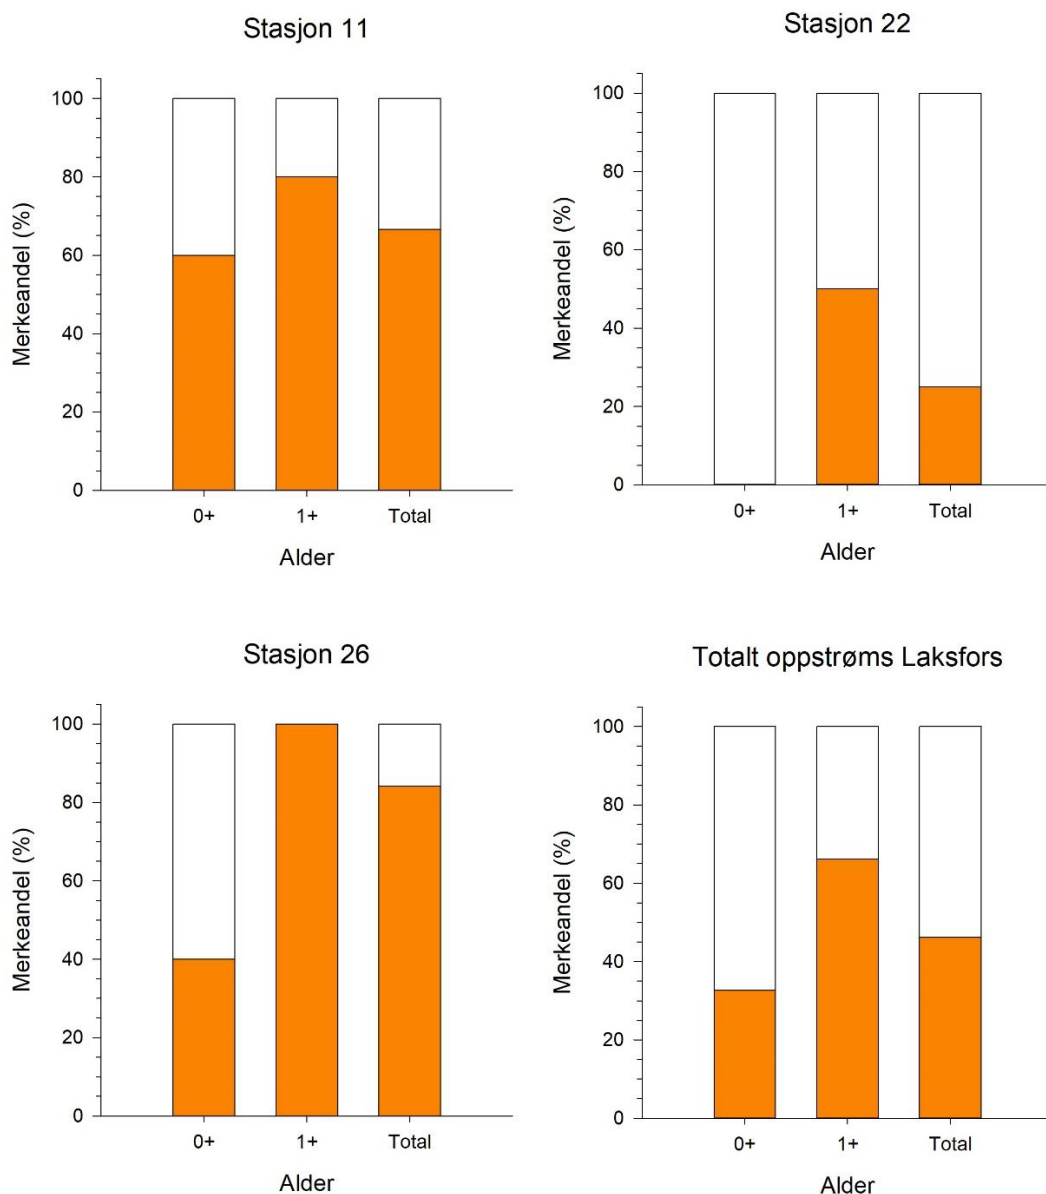 Stasjon 11
Merkeandel (%)
100
80
60
40
20
0
0+ 1+ Total
Alder
Stasjon 22
Merkeandel (%)
100
80
60
40
20
0
0+ 1+ Total
Alder
Stasjon 26
Merkeandel (%)
100
80
60
40
20
0
0+ 1+ Total
Alder
Totalt oppstrøms Laksfors
Merkeandel (%)
100
80
60
40
20
0
0+ 1+ Total
Alder